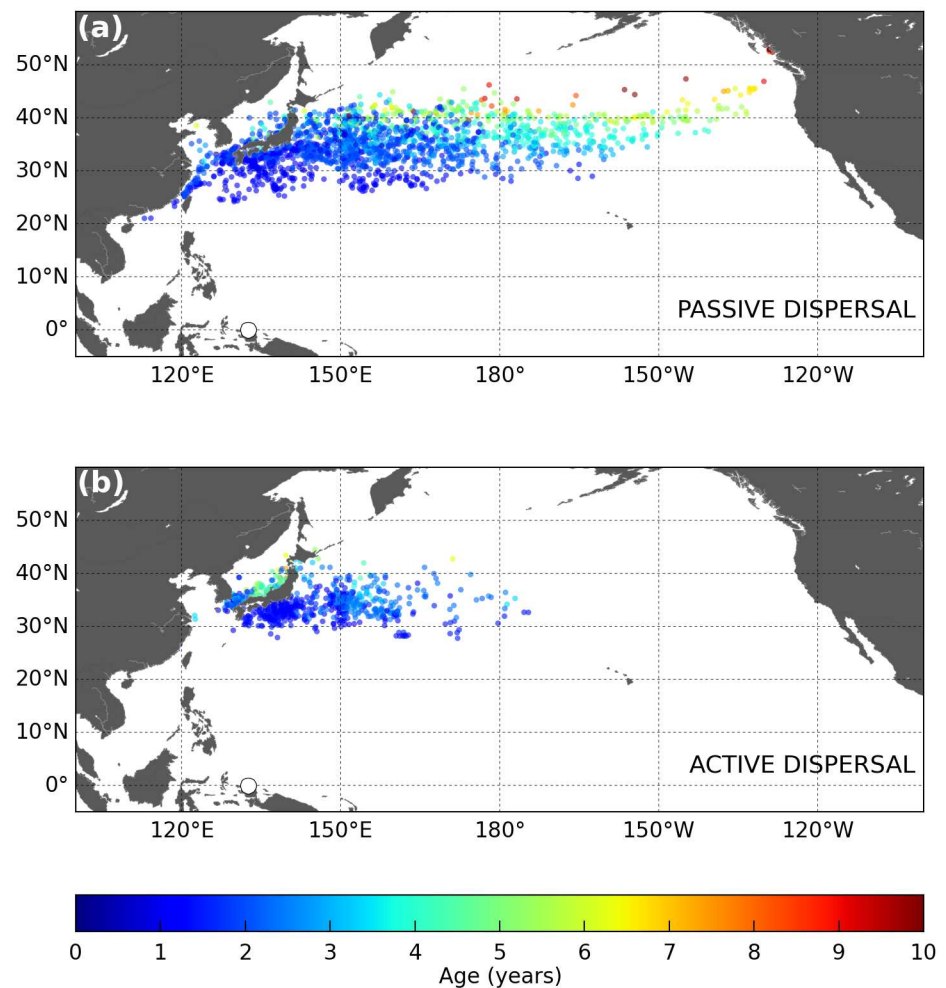 (a)
50°N
40°N
30°N
20°N
10°N
0°
PASSIVE DISPERSAL
120°E 150°E 180° 150°W 120°W
(b)
50°N
40°N
30°N
20°N
10°N
0°
ACTIVE DISPERSAL
120°E 150°E 180° 150°W 120°W
0 1 2 3 4 5 6 7 8 9 10
Age (years)